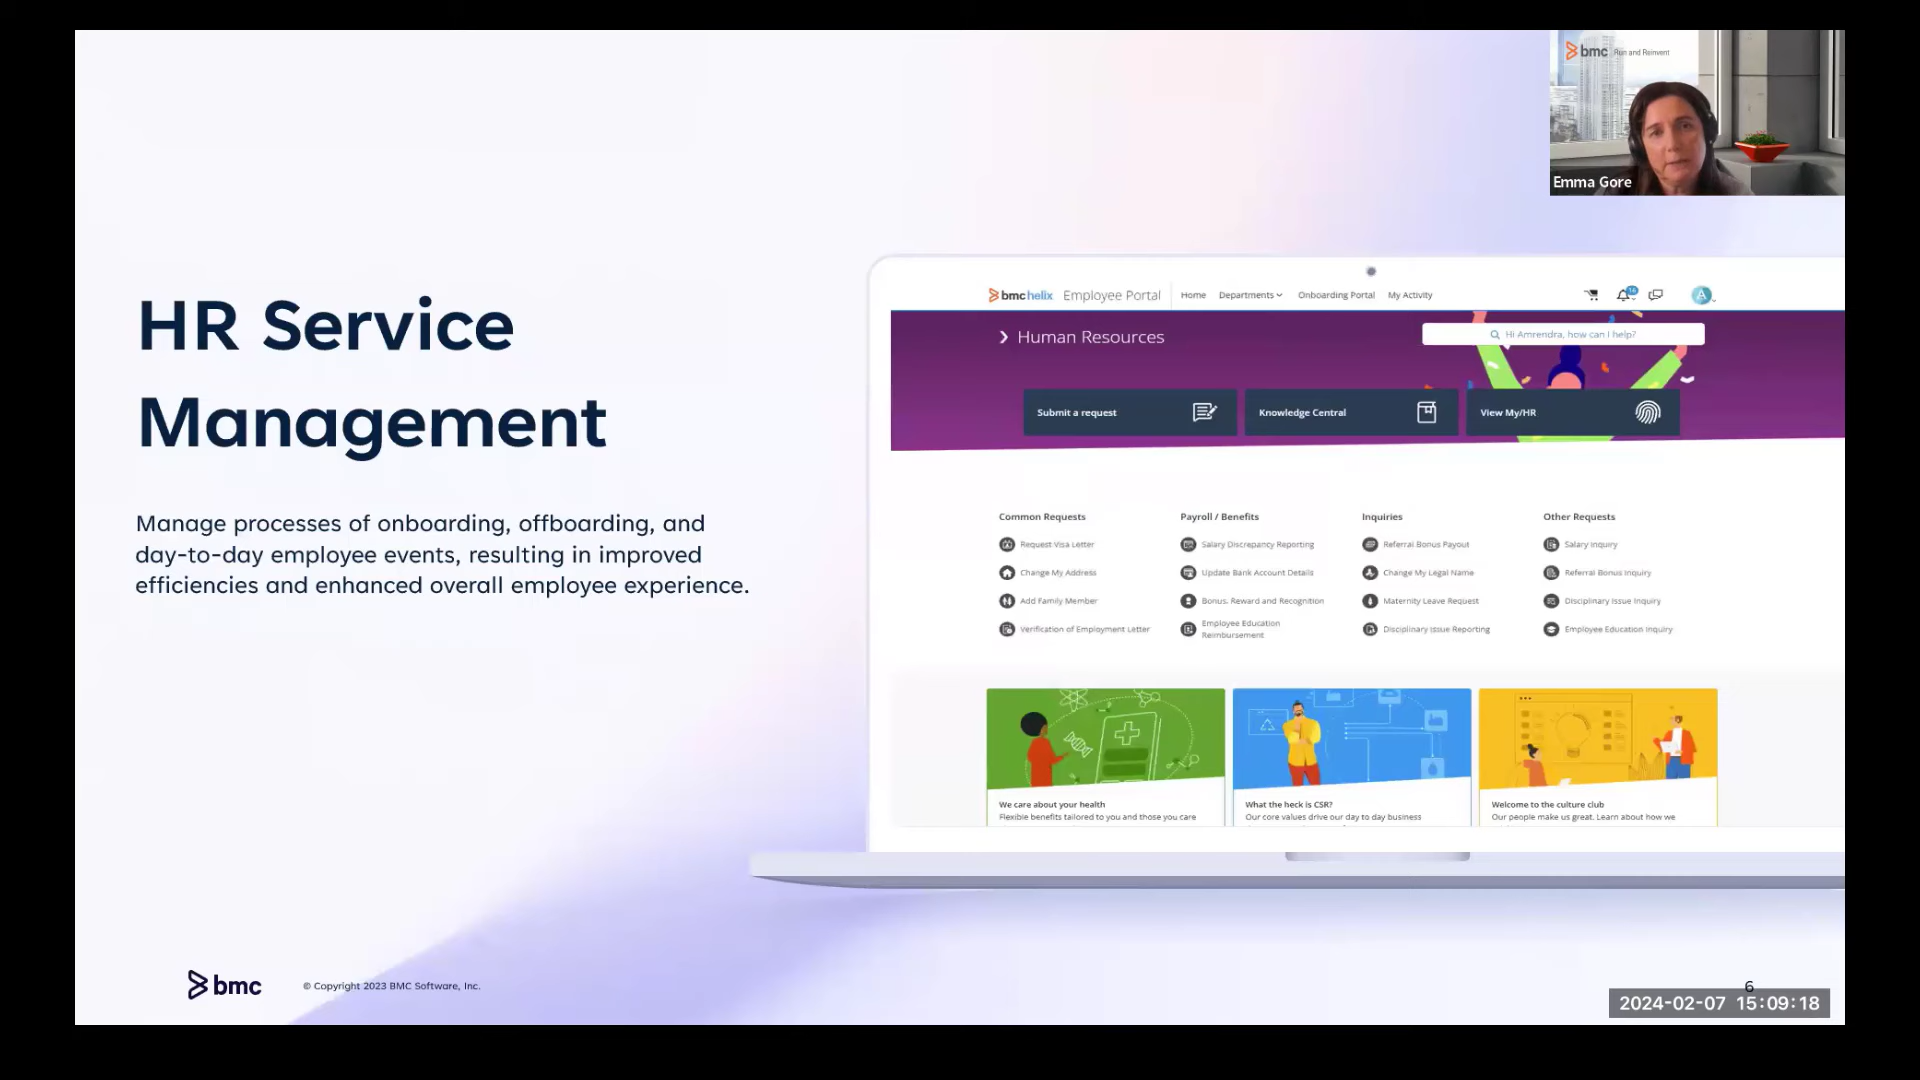 bmc Run and Reinvent
Emma Gore
HR Service
Management
Manage processes of onboarding, offboarding, and
day-to-day employee events, resulting in improved
efficiencies and enhanced overall employee experience.
bmchelix Employee Portal Home Departments Onboarding Portal My Activity
14
A
Human Resources
Hi Amrendra, how can I help?
Submit a request
Knowledge Central
View My/HR
Common Requests
Request Visa Letter
Change My Address
Add Family Member
Verification of Employment Letter
Payroll / Benefits
Salary Discrepancy Reporting
Update Bank Account Details
Bonus, Reward and Recognition
Employee Education
Reimbursement
Inquiries
Referral Bonus Payout
Change My Legal Name
Maternity Leave Request
Disciplinary Issue Reporting
Other Requests
Salary Inquiry
Referral Bonus Inquiry
Disciplinary Issue Inquiry
Employee Education Inquiry
We care about your health
Flexible benefits tailored to you and those you care
What the heck is CSR?
Our core values drive our day to day business
Welcome to the culture club
Our people make us great. Learn about how we
bmc
© Copyright 2023 BMC Software, Inc.
6
2024-02-07 15:09:18